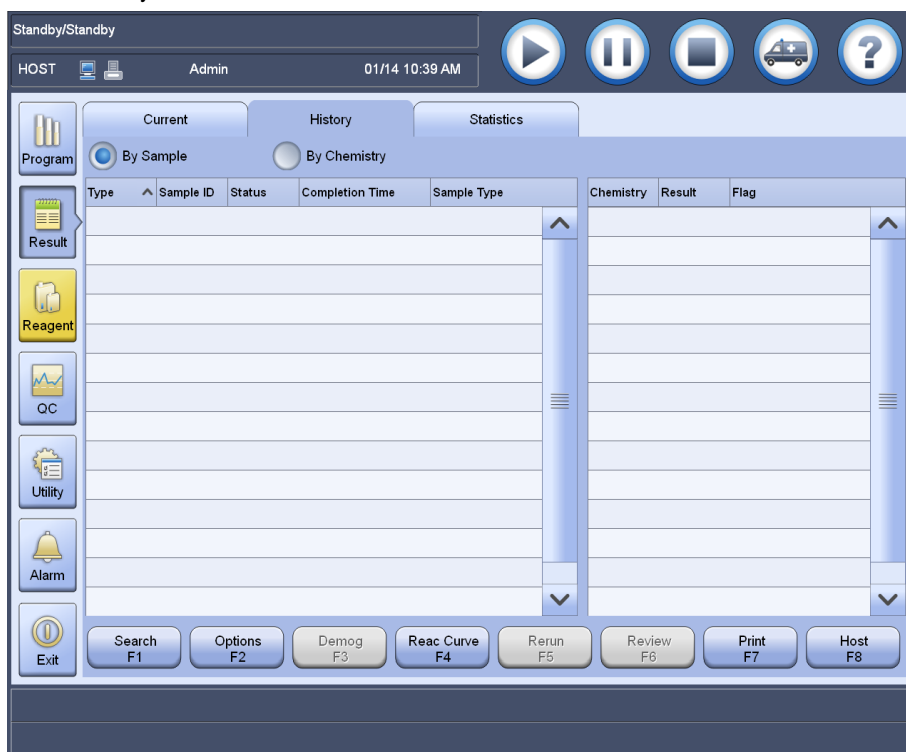 Standby/Standby
HOST Admin 01/14 10:39 AM
?
Current History Statistics
By Sample By Chemistry
Type Sample ID Status Completion Time Sample Type Chemistry Result Flag
Program
Result
Reagent
QC
Utility
Alarm
Exit
Search F1
Options F2
Demog F3
Reac Curve F4
Rerun F5
Review F6
Print F7
Host F8